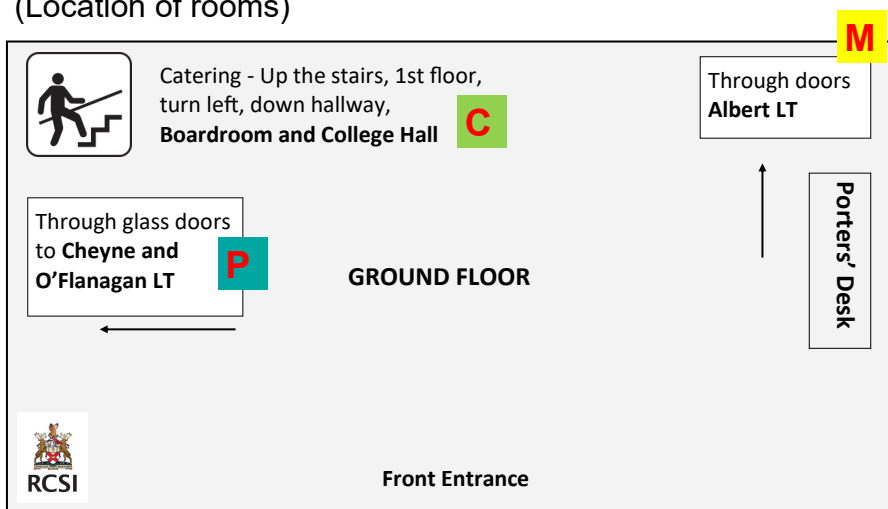 (Location of rooms)
M
Catering - Up the stairs, 1st floor,
turn left, down hallway,
Boardroom and College Hall
C
Through doors
Albert LT
Through glass doors
to Cheyne and
O’Flanagan LT
P
GROUND FLOOR
Porters’ Desk
RCSI
Front Entrance